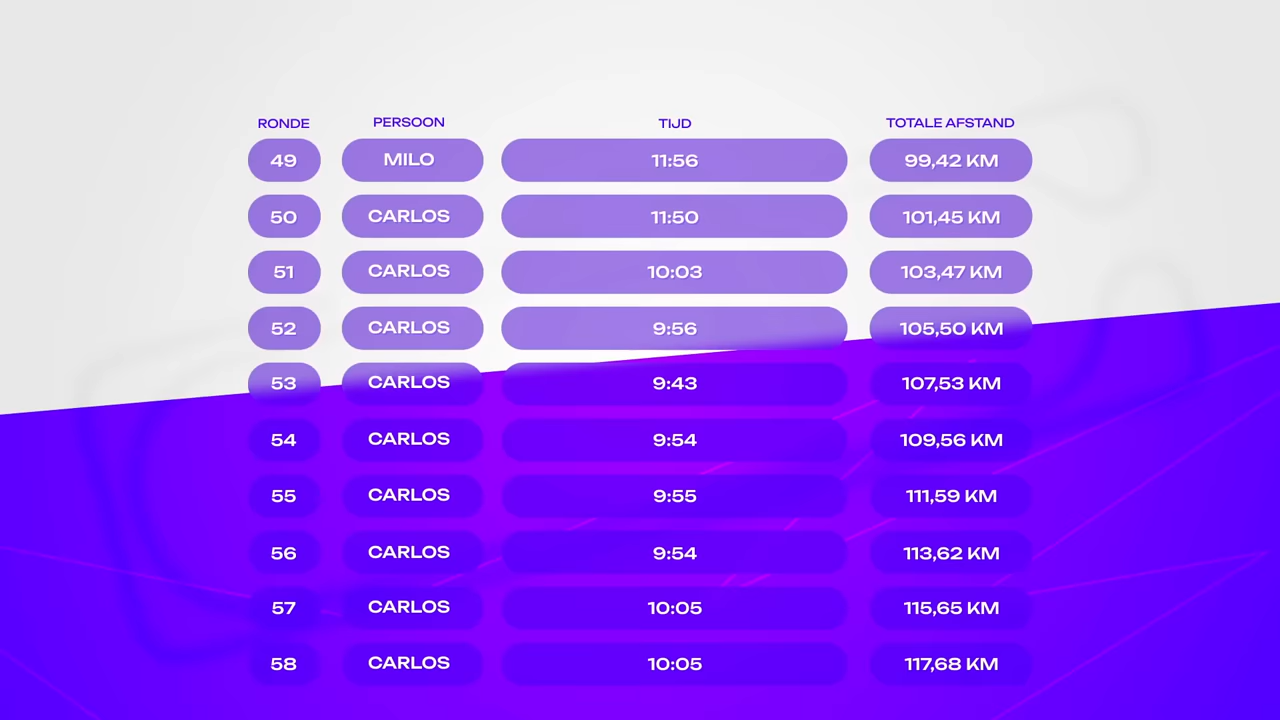 RONDE PERSOON TIJD TOTALE AFSTAND
49 MILO 11:56 99,42 KM
50 CARLOS 11:50 101,45 KM
51 CARLOS 10:03 103,47 KM
52 CARLOS 9:56 105,50 KM
53 CARLOS 9:43 107,53 KM
54 CARLOS 9:54 109,56 KM
55 CARLOS 9:55 111,59 KM
56 CARLOS 9:54 113,62 KM
57 CARLOS 10:05 115,65 KM
58 CARLOS 10:05 117,68 KM